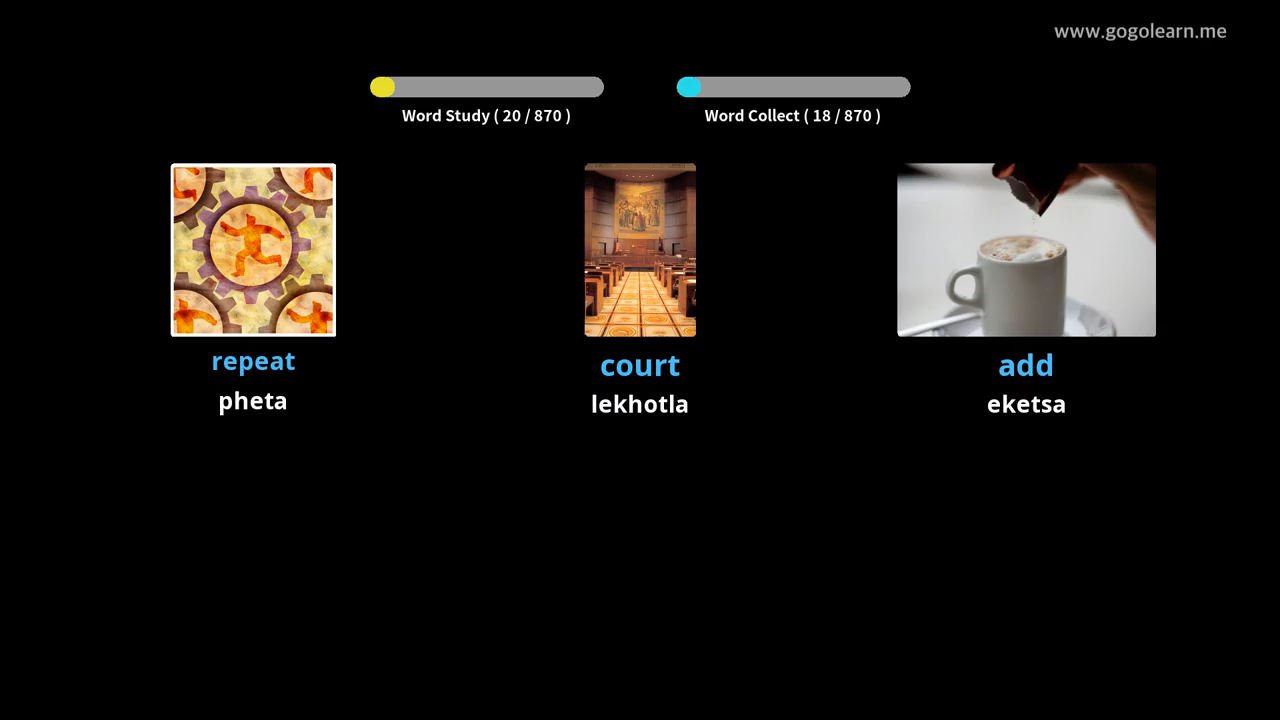 www.gogolearn.me
Word Study ( 20 / 870 )
Word Collect ( 18 / 870 )
repeat
pheta
court
lekhotla
add
eketsa